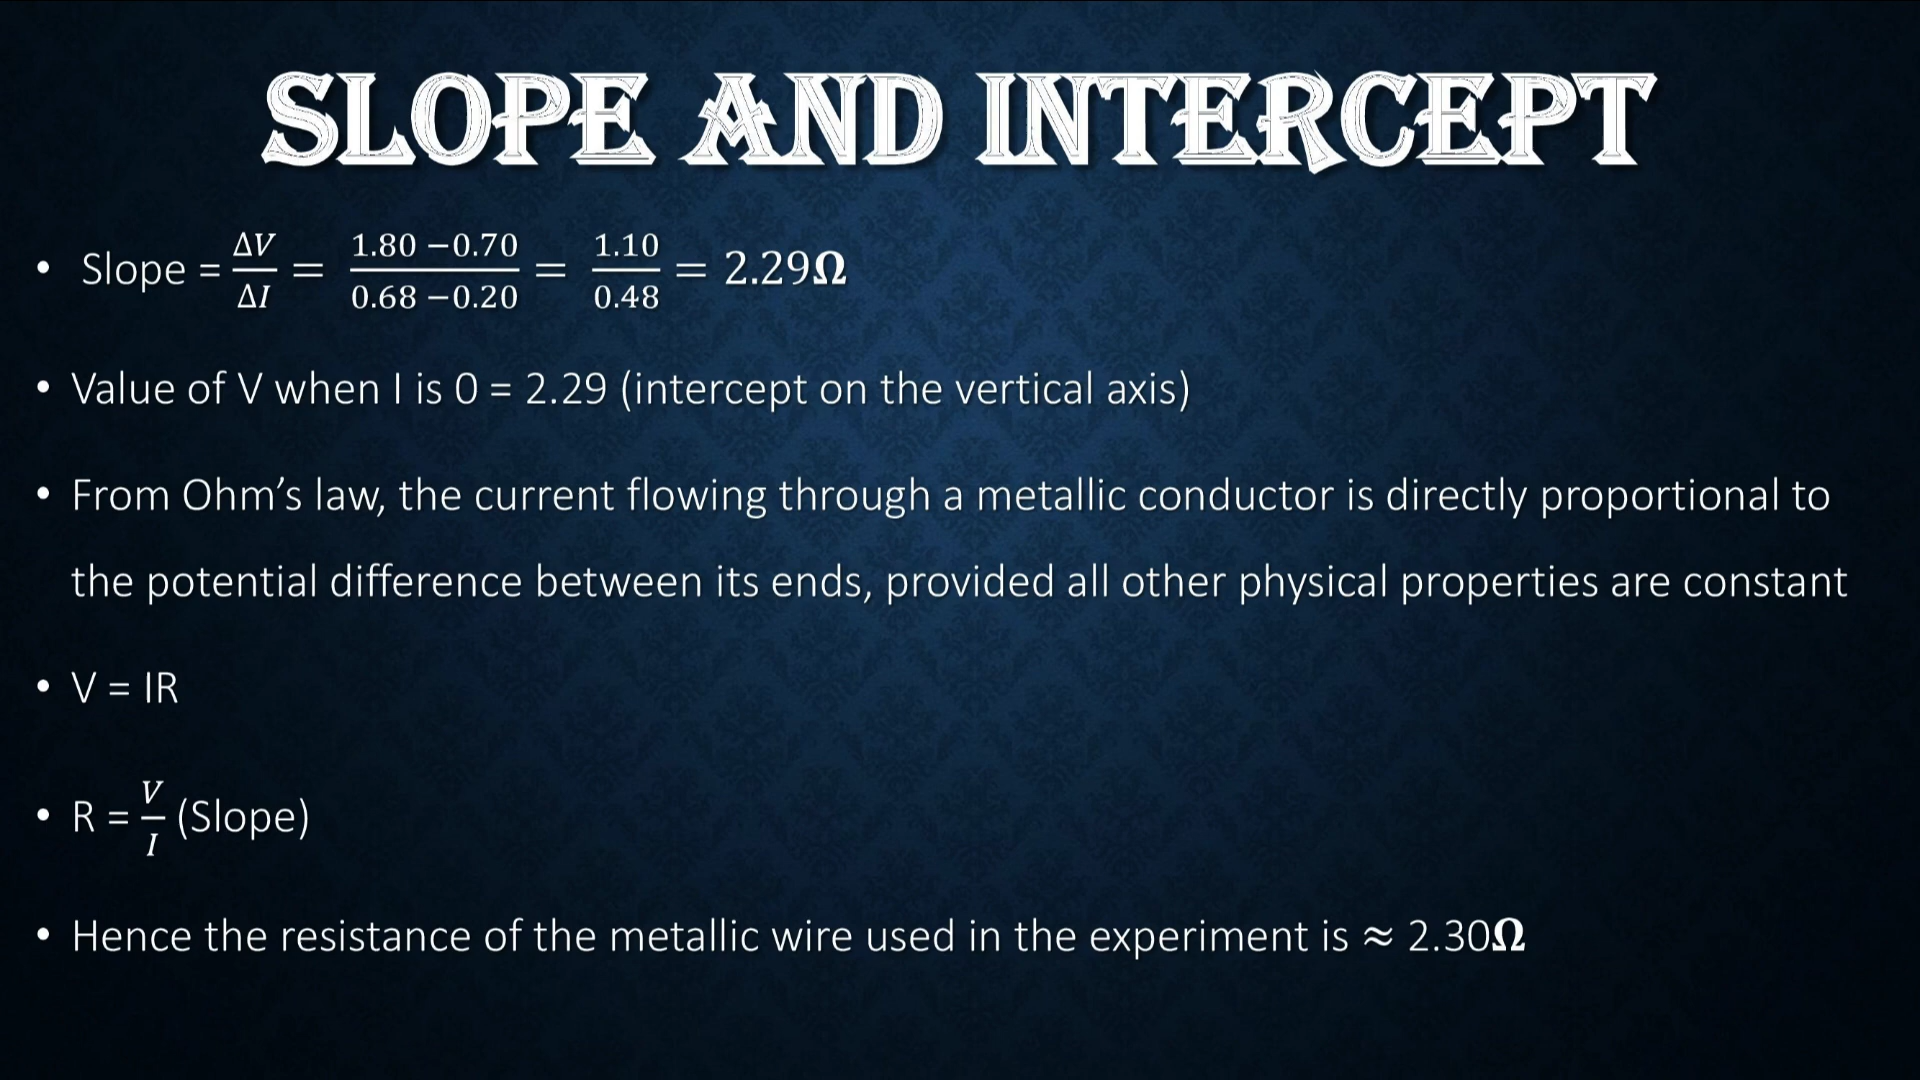 SLOPE AND INTERCEPT
• Slope = ΔV/ΔI = (1.80 −0.70)/(0.68 −0.20) = 1.10/0.48 = 2.29Ω
• Value of V when I is 0 = 2.29 (intercept on the vertical axis)
• From Ohm’s law, the current flowing through a metallic conductor is directly proportional to
the potential difference between its ends, provided all other physical properties are constant
• V = IR
• R = V/I (Slope)
• Hence the resistance of the metallic wire used in the experiment is ≈ 2.30Ω